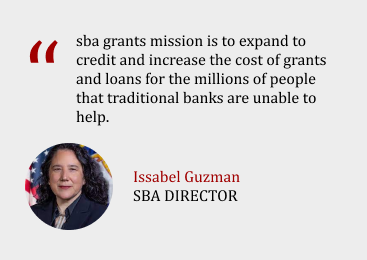 “
sba grants mission is to expand to
credit and increase the cost of grants
and loans for the millions of people
that traditional banks are unable to
help.
Issabel Guzman
SBA DIRECTOR